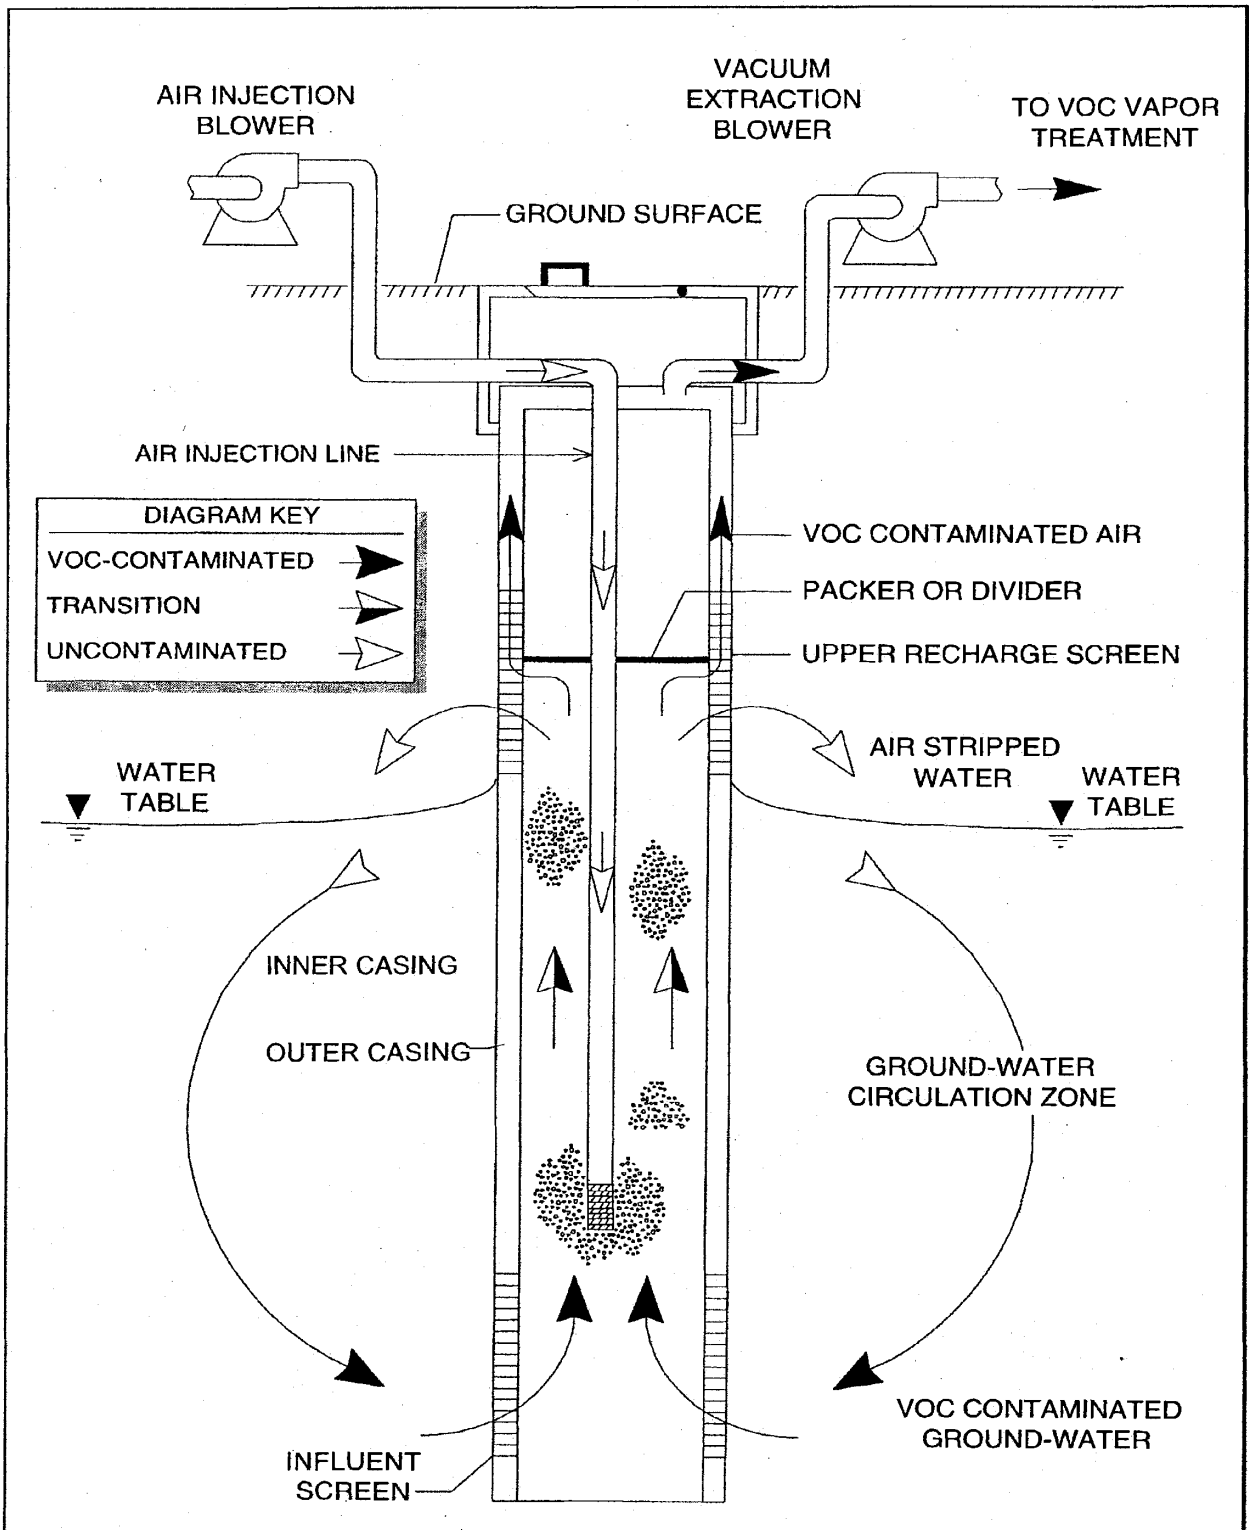 AIR INJECTION
BLOWER
VACUUM
EXTRACTION
BLOWER
TO VOC VAPOR
TREATMENT
GROUND SURFACE
AIR INJECTION LINE
DIAGRAM KEY
VOC-CONTAMINATED
TRANSITION
UNCONTAMINATED
VOC CONTAMINATED AIR
PACKER OR DIVIDER
UPPER RECHARGE SCREEN
AIR STRIPPED
WATER
WATER
TABLE
WATER
TABLE
INNER CASING
OUTER CASING
GROUND-WATER
CIRCULATION ZONE
VOC CONTAMINATED
GROUND-WATER
INFLUENT
SCREEN